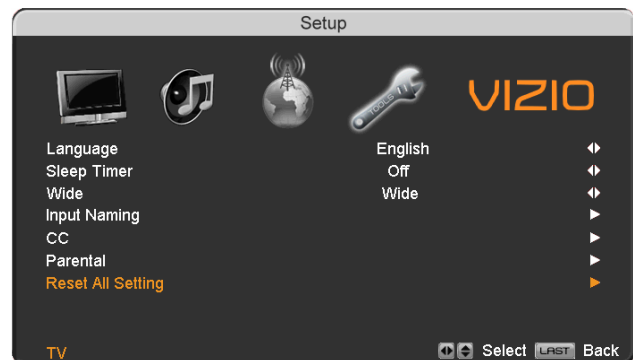 Setup
TOOLS
VIZIO
Language English
Sleep Timer Off
Wide Wide
Input Naming
CC
Parental
Reset All Setting
TV Select LAST Back